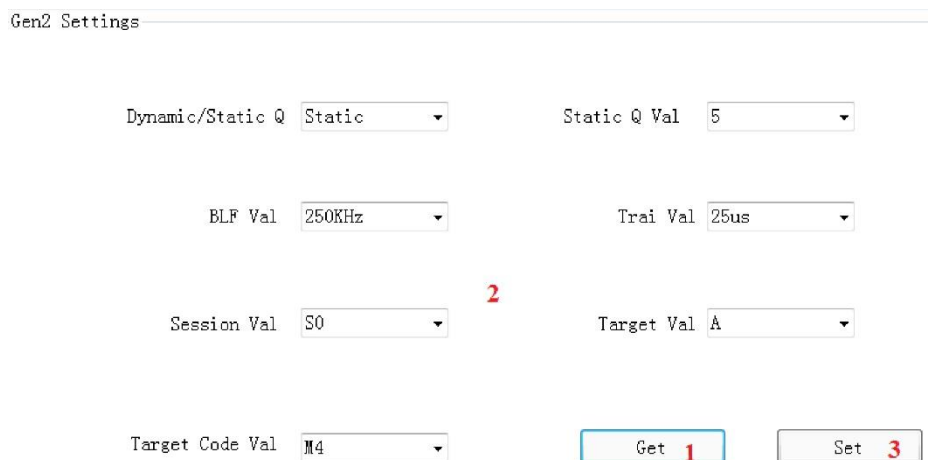 Gen2 Settings
Dynamic/Static Q Static Static Q Val 5
BLF Val 250KHz Trai Val 25us
2
Session Val S0 Target Val A
Target Code Val M4 Get 1 Set 3